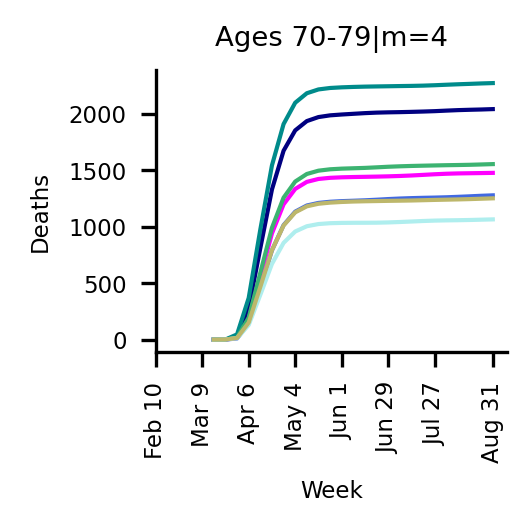 Ages 70-79|m=4
Deaths
2000
1500
1000
500
0
Feb 10
Mar 9
Apr 6
May 4
Jun 1
Jun 29
Jul 27
Aug 31
Week